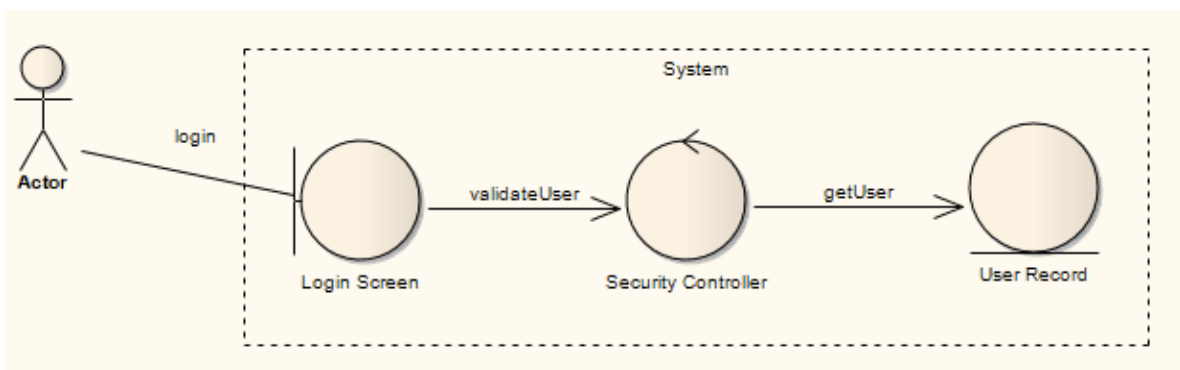 System
login
Actor
validateUser
getUser
Login Screen
Security Controller
User Record